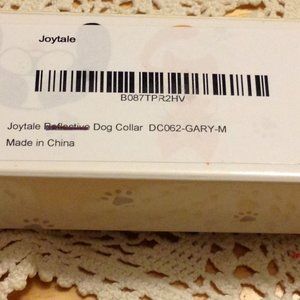 Joytale
B087TPR2HV
Joytale Reflective Dog Collar DC062-GARY-M
Made in China